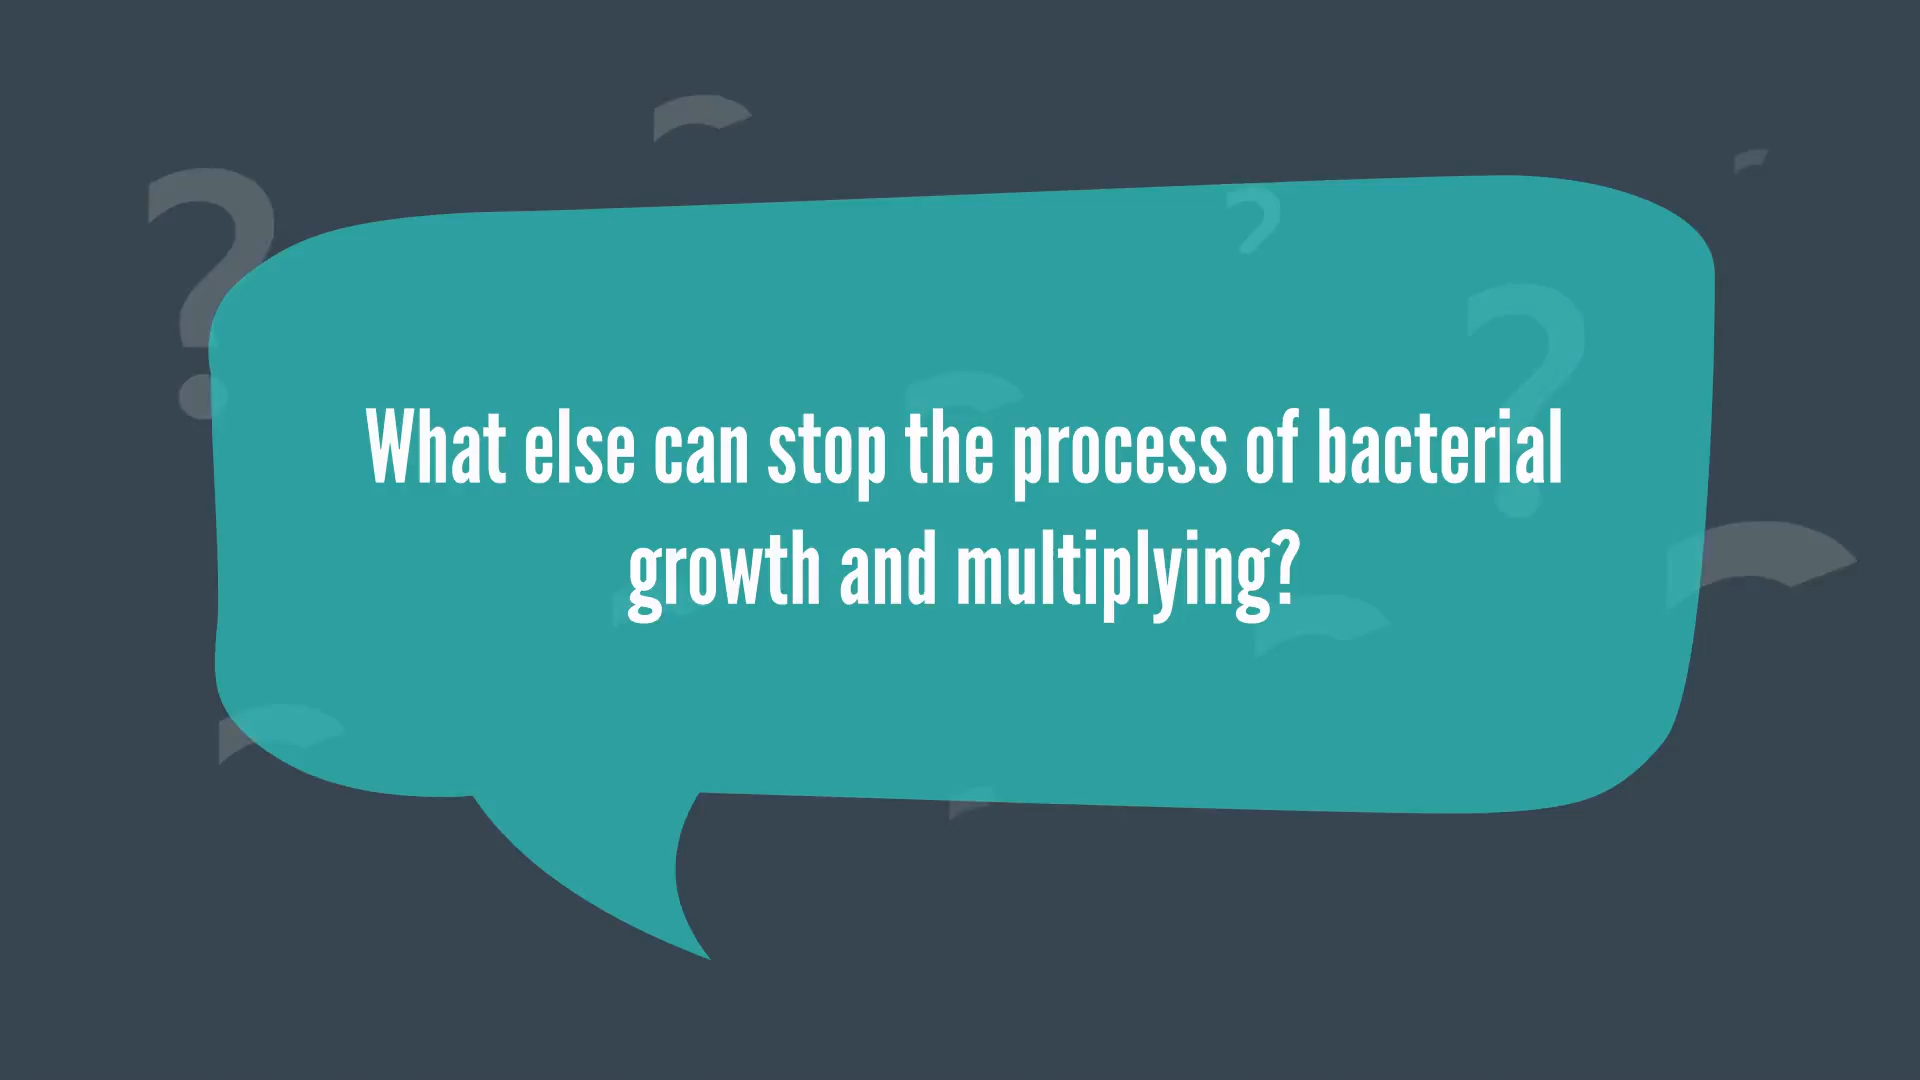 What else can stop the process of bacterial
growth and multiplying?